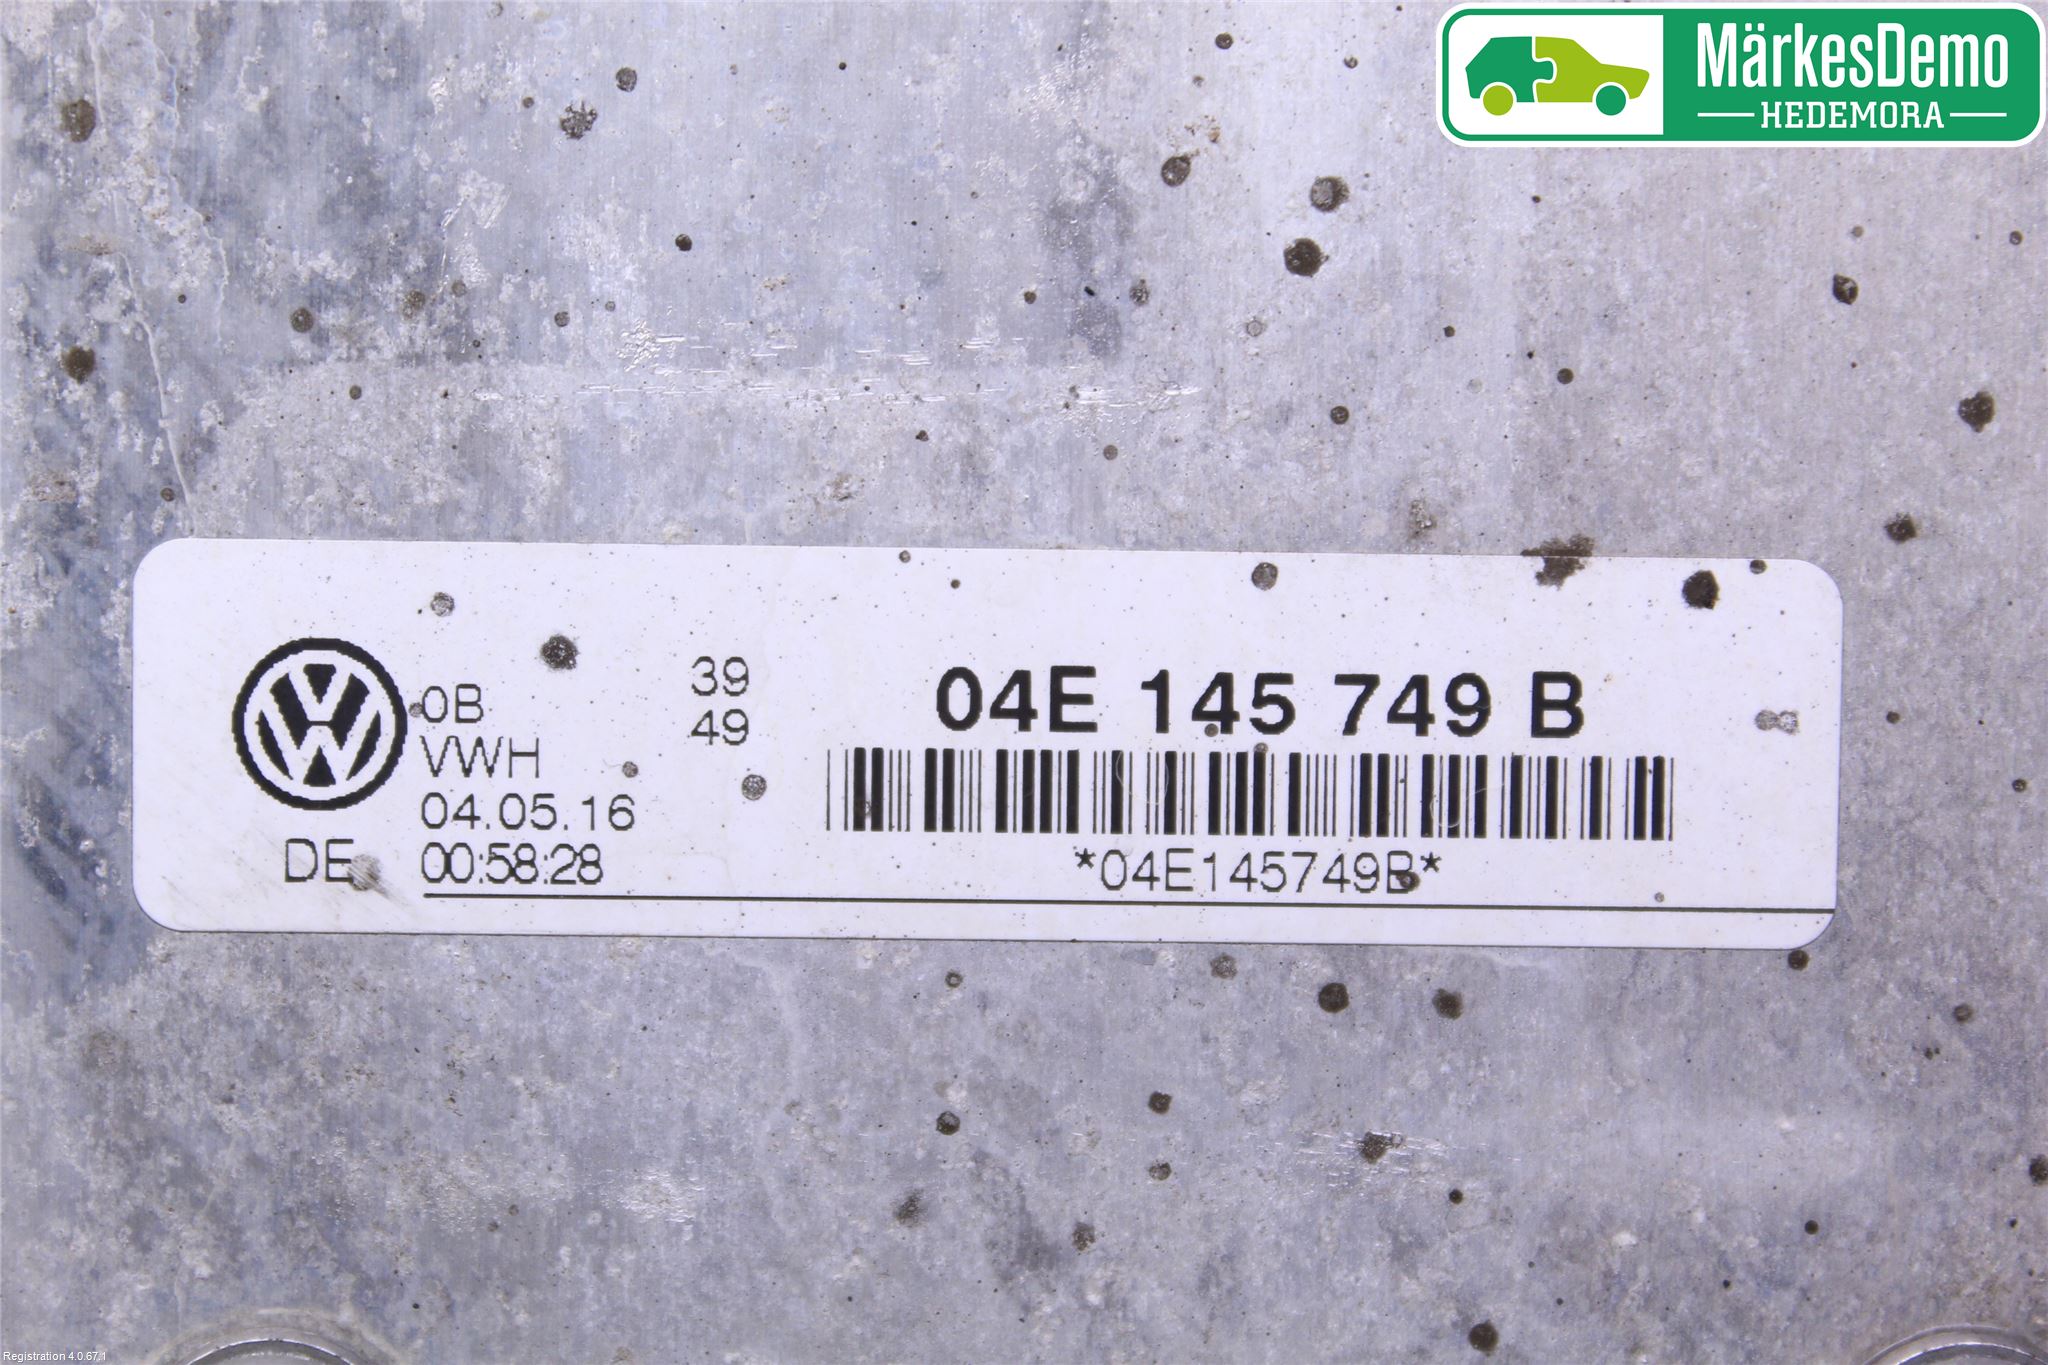 MärkesDemo
HEDEMORA
39
04E 145 749 B
0B
49
VWH
04.05.16
DE 00:58:28
*04E145749B*
Registration 4.0.67.1